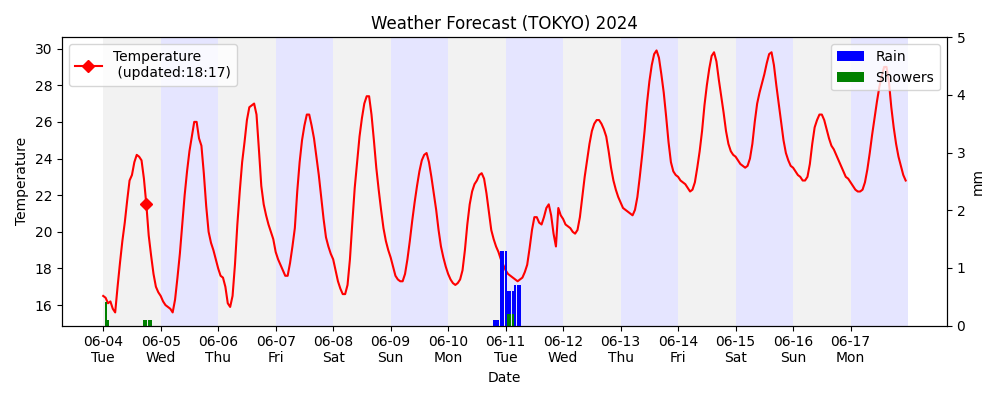 Weather Forecast (TOKYO) 2024
Temperature
(updated:18:17)
Rain
Showers
Temperature
30
28
26
24
22
20
18
16
5
4
3
2
1
0
mm
06-04 06-05 06-06 06-07 06-08 06-09 06-10 06-11 06-12 06-13 06-14 06-15 06-16 06-17
Tue Wed Thu Fri Sat Sun Mon Tue Wed Thu Fri Sat Sun Mon
Date